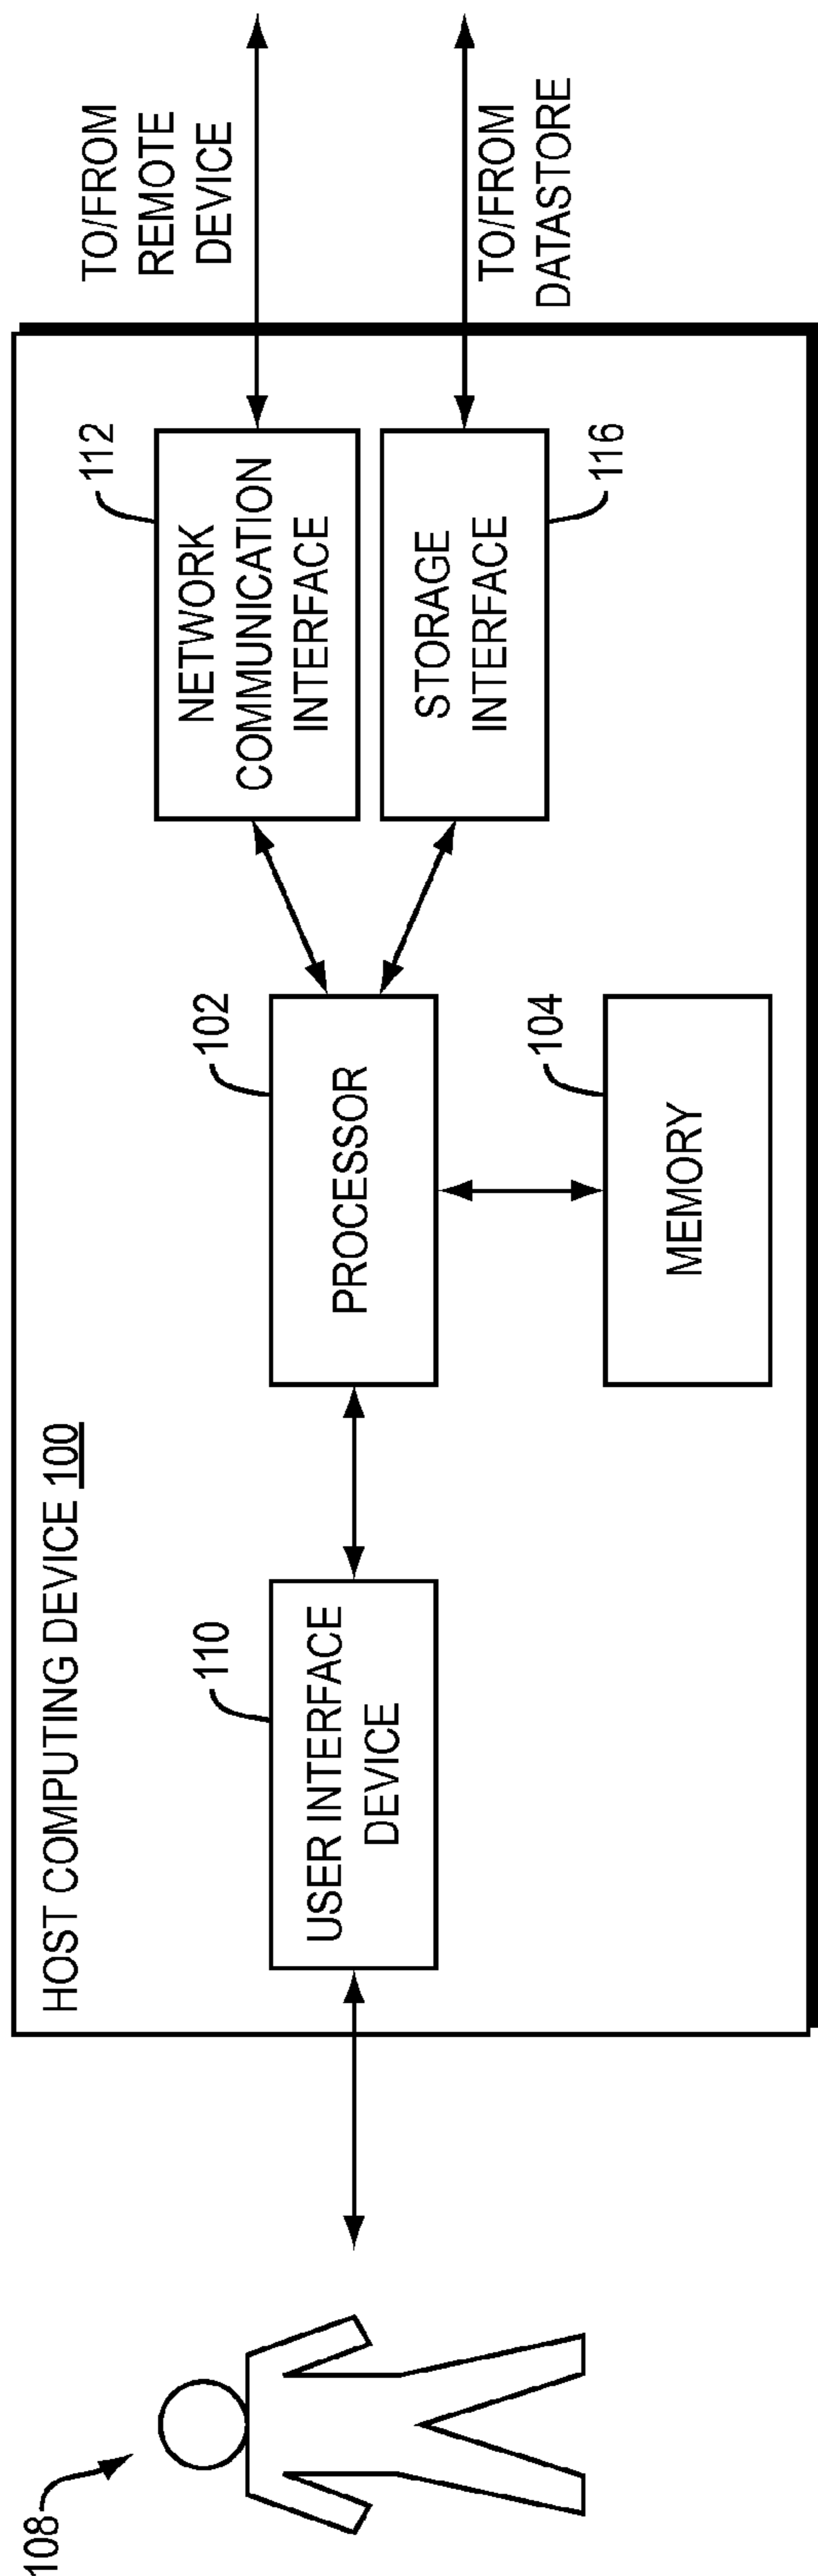 HOST COMPUTING DEVICE 100
108
110
USER INTERFACE
DEVICE
102
PROCESSOR
104
MEMORY
112
NETWORK
COMMUNICATION
INTERFACE
116
STORAGE
INTERFACE
TO/FROM
REMOTE
DEVICE
TO/FROM
DATASTORE